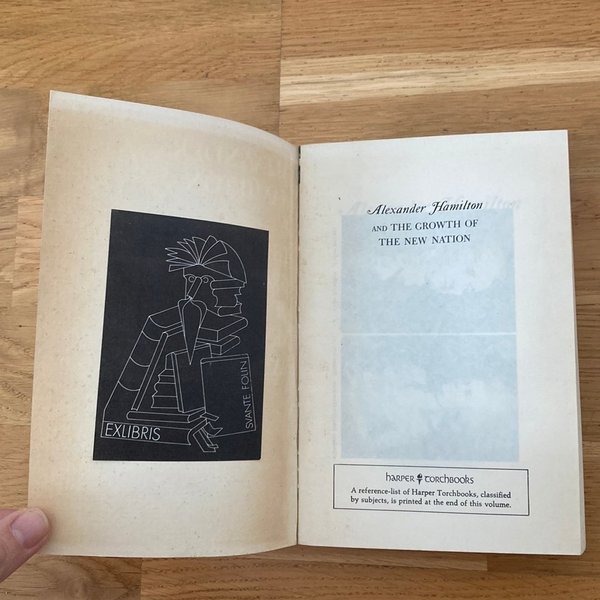 EXLIBRIS
SVANTE FOLIN
Alexander Hamilton
AND THE GROWTH OF
THE NEW NATION
HARPER TORCHBOOKS
A reference-list of Harper Torchbooks, classified
by subjects, is printed at the end of this volume.